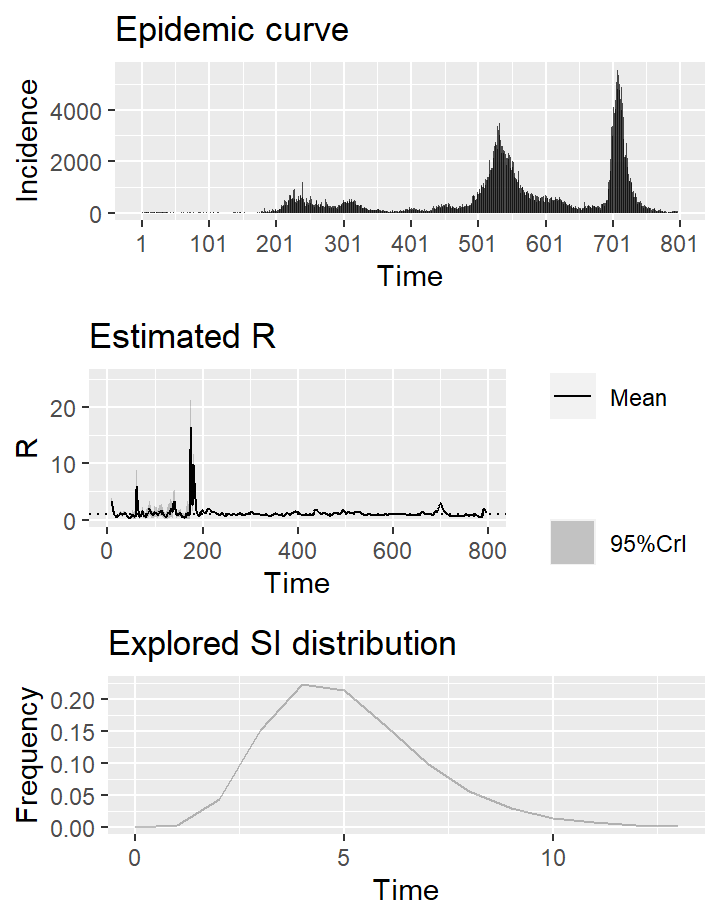 Epidemic curve
Incidence
4000
2000
0
1 101 201 301 401 501 601 701 801
Time
Estimated R
R
20
10
0
0 200 400 600 800
Time
Mean
95%CrI
Explored SI distribution
Frequency
0.20
0.15
0.10
0.05
0.00
0 5 10
Time